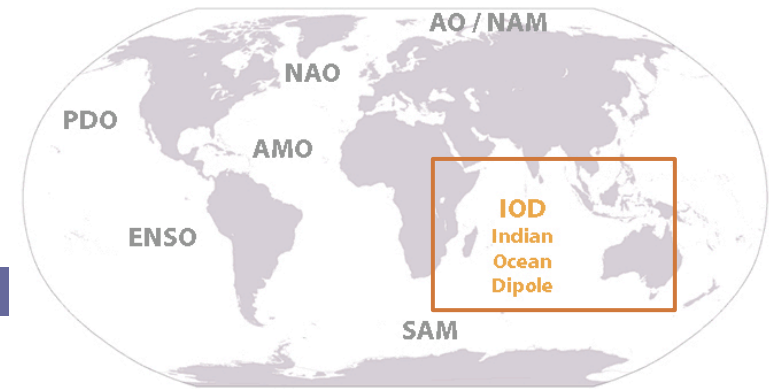 AO / NAM
NAO
PDO
AMO
IOD
Indian
Ocean
Dipole
ENSO
SAM